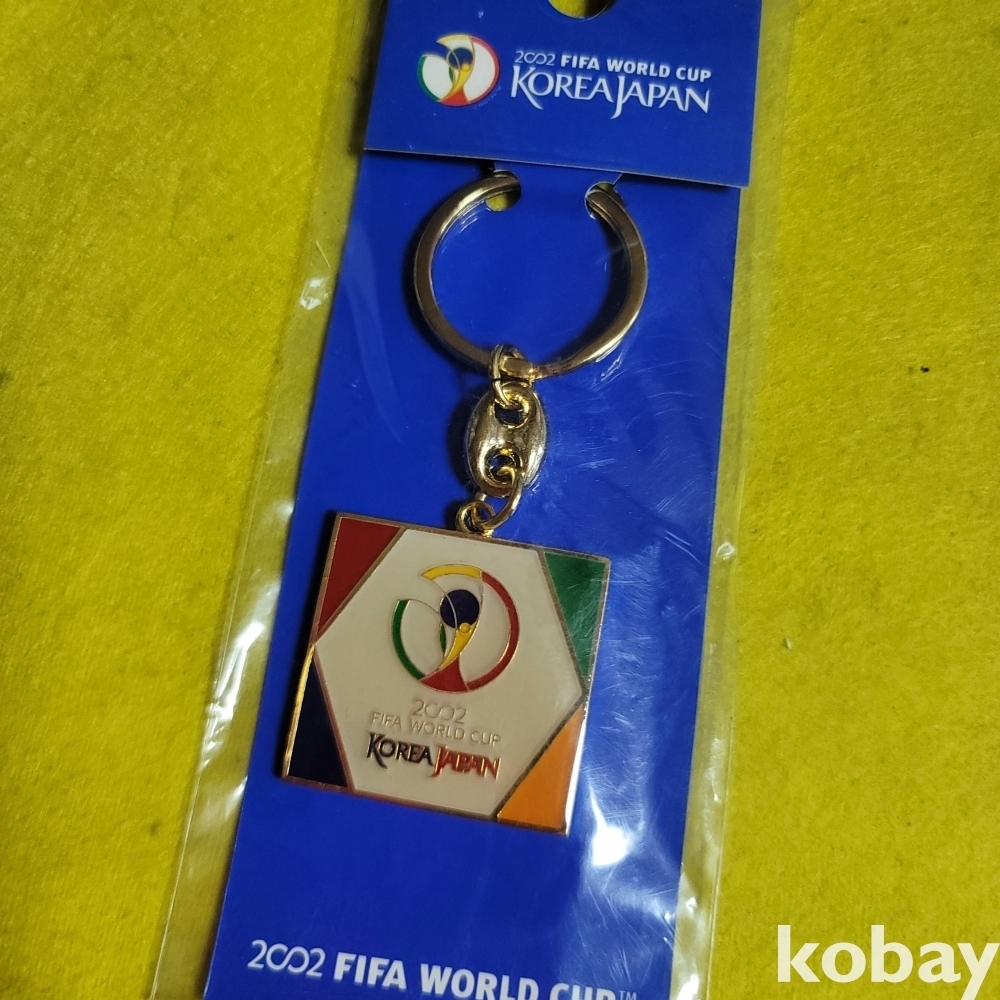 2002 FIFA WORLD CUP
KOREA JAPAN
2002
FIFA WORLD CUP
KOREA JAPAN
2002 FIFA WORLD CUP™
kobay